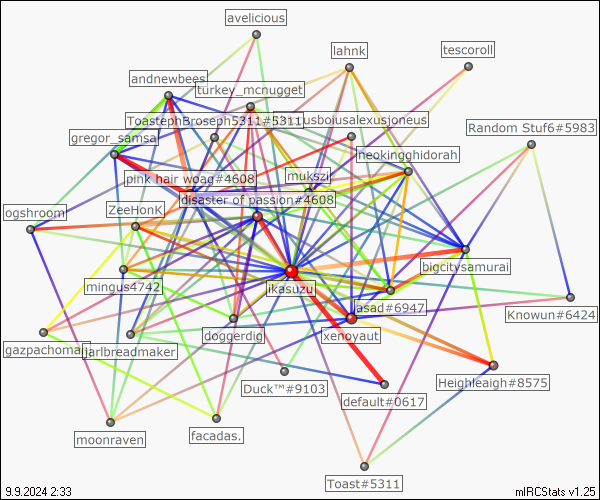 avelicious
lahnk
tescoroll
andnewbees
turkey_mcnugget
ToastephBroseph5311#5311
usboiusalexusjoneus
Random Stuf6#5983
gregor_samsa
neokingghidorah
pink hair woag#4608
mukszi
disaster of passion#4608
ogshroom
ZeeHonk
bigcitysamurai
mingus4742
ikasuzu
jasad#6947
Knowun#6424
gazpachoman
jarlbreadmaker
doggerdig
xenoyaut
Duck™#9103
Heighleaigh#8575
default#0617
moonraven
facadas.
Toast#5311
9.9.2024 2:33
mIRCStats v1.25